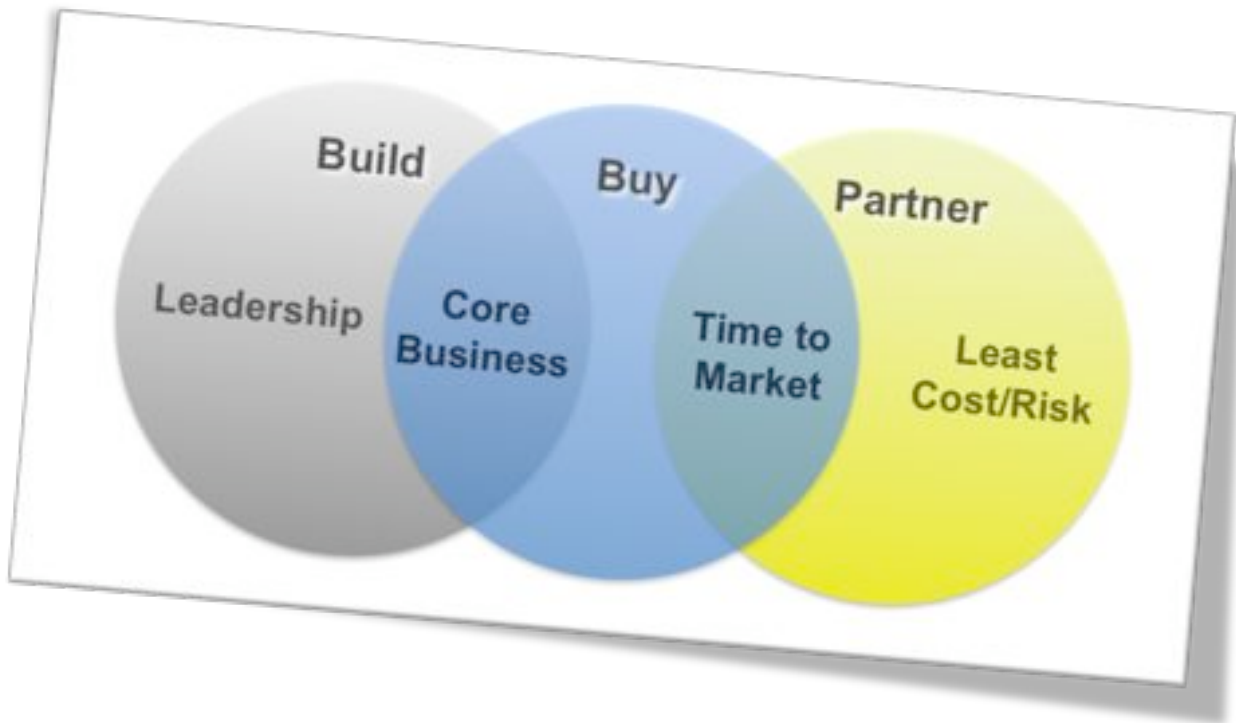 Build
Buy
Partner
Leadership
Core
Business
Time to
Market
Least
Cost/Risk